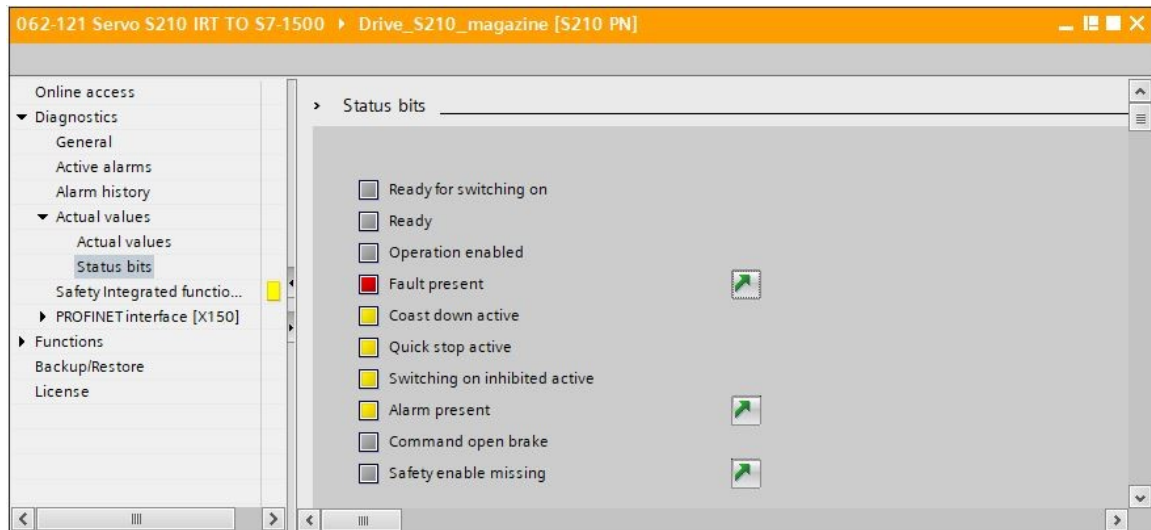 062-121 Servo S210 IRT TO S7-1500 ▸ Drive_S210_magazine [S210 PN]
Online access
Diagnostics
General
Active alarms
Alarm history
Actual values
Actual values
Status bits
Safety Integrated functio...
PROFINET interface [X150]
Functions
Backup/Restore
License
Status bits
Ready for switching on
Ready
Operation enabled
Fault present
Coast down active
Quick stop active
Switching on inhibited active
Alarm present
Command open brake
Safety enable missing